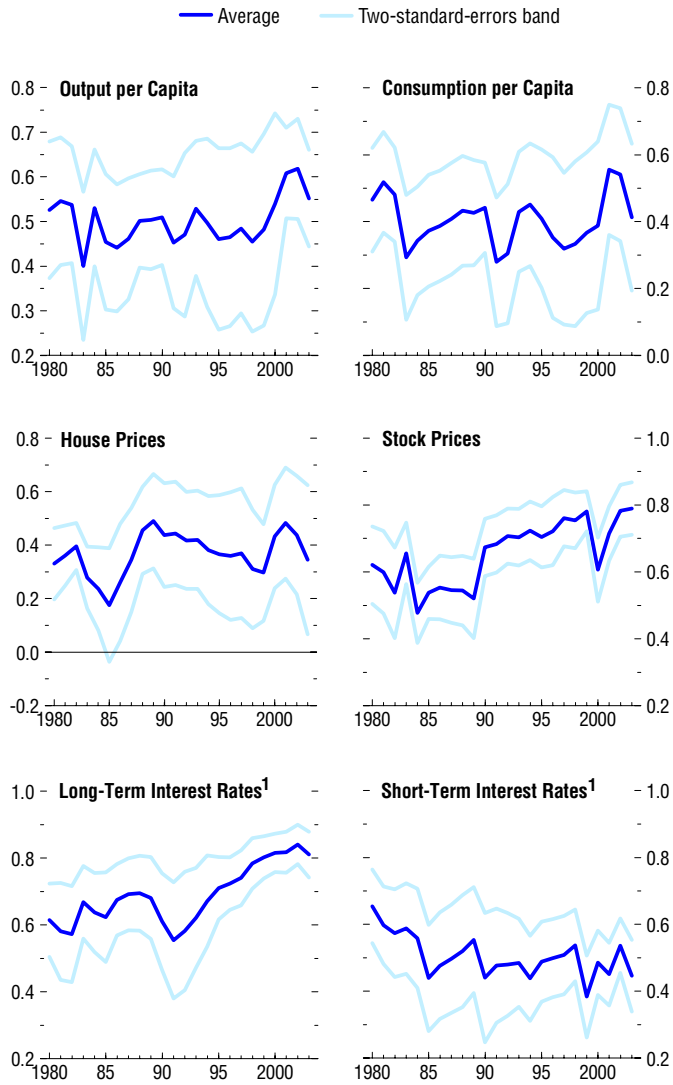 Average Two-standard-errors band
Output per Capita
0.8
0.7
0.6
0.5
0.4
0.3
0.2
1980 85 90 95 2000
Consumption per Capita
0.8
0.6
0.4
0.2
0.0
1980 85 90 95 2000
House Prices
0.8
0.6
0.4
0.2
0.0
-0.2
1980 85 90 95 2000
Stock Prices
1.0
0.8
0.6
0.4
0.2
1980 85 90 95 2000
Long-Term Interest Rates1
1.0
0.8
0.6
0.4
0.2
1980 85 90 95 2000
Short-Term Interest Rates1
1.0
0.8
0.6
0.4
0.2
1980 85 90 95 2000